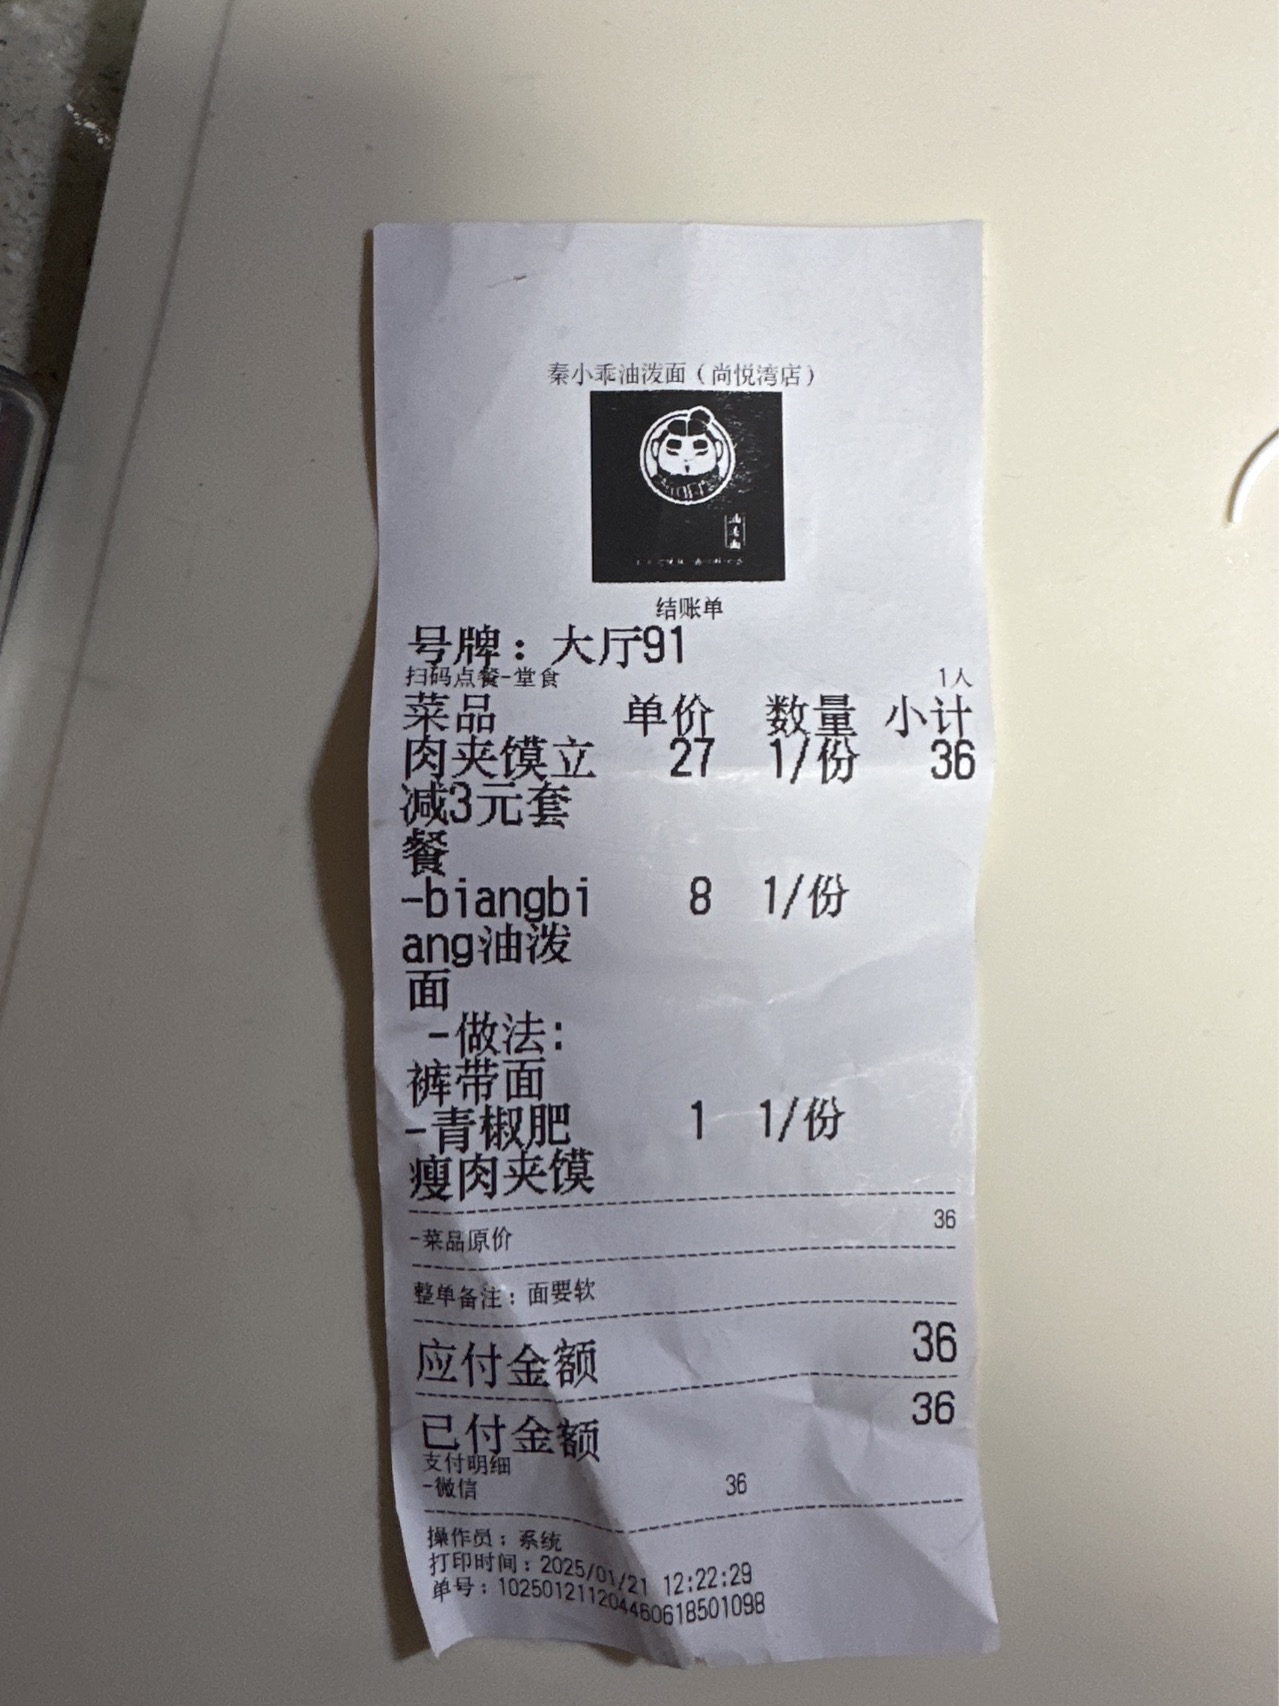 秦小乖油泼面（尚悦湾店）
油泼面
结账单
号牌：大厅91
扫码点餐-堂食 1人
菜品 单价 数量 小计
肉夹馍立 27 1/份 36
减3元套
餐
-biangbi 8 1/份
ang油泼
面
-做法:
裤带面
-青椒肥 1 1/份
瘦肉夹馍
36
-菜品原价
整单备注：面要软
应付金额 36
已付金额 36
支付明细
-微信 36
操作员：系统
打印时间：2025/01/21 12:22:29
单号：102501211204460618501098